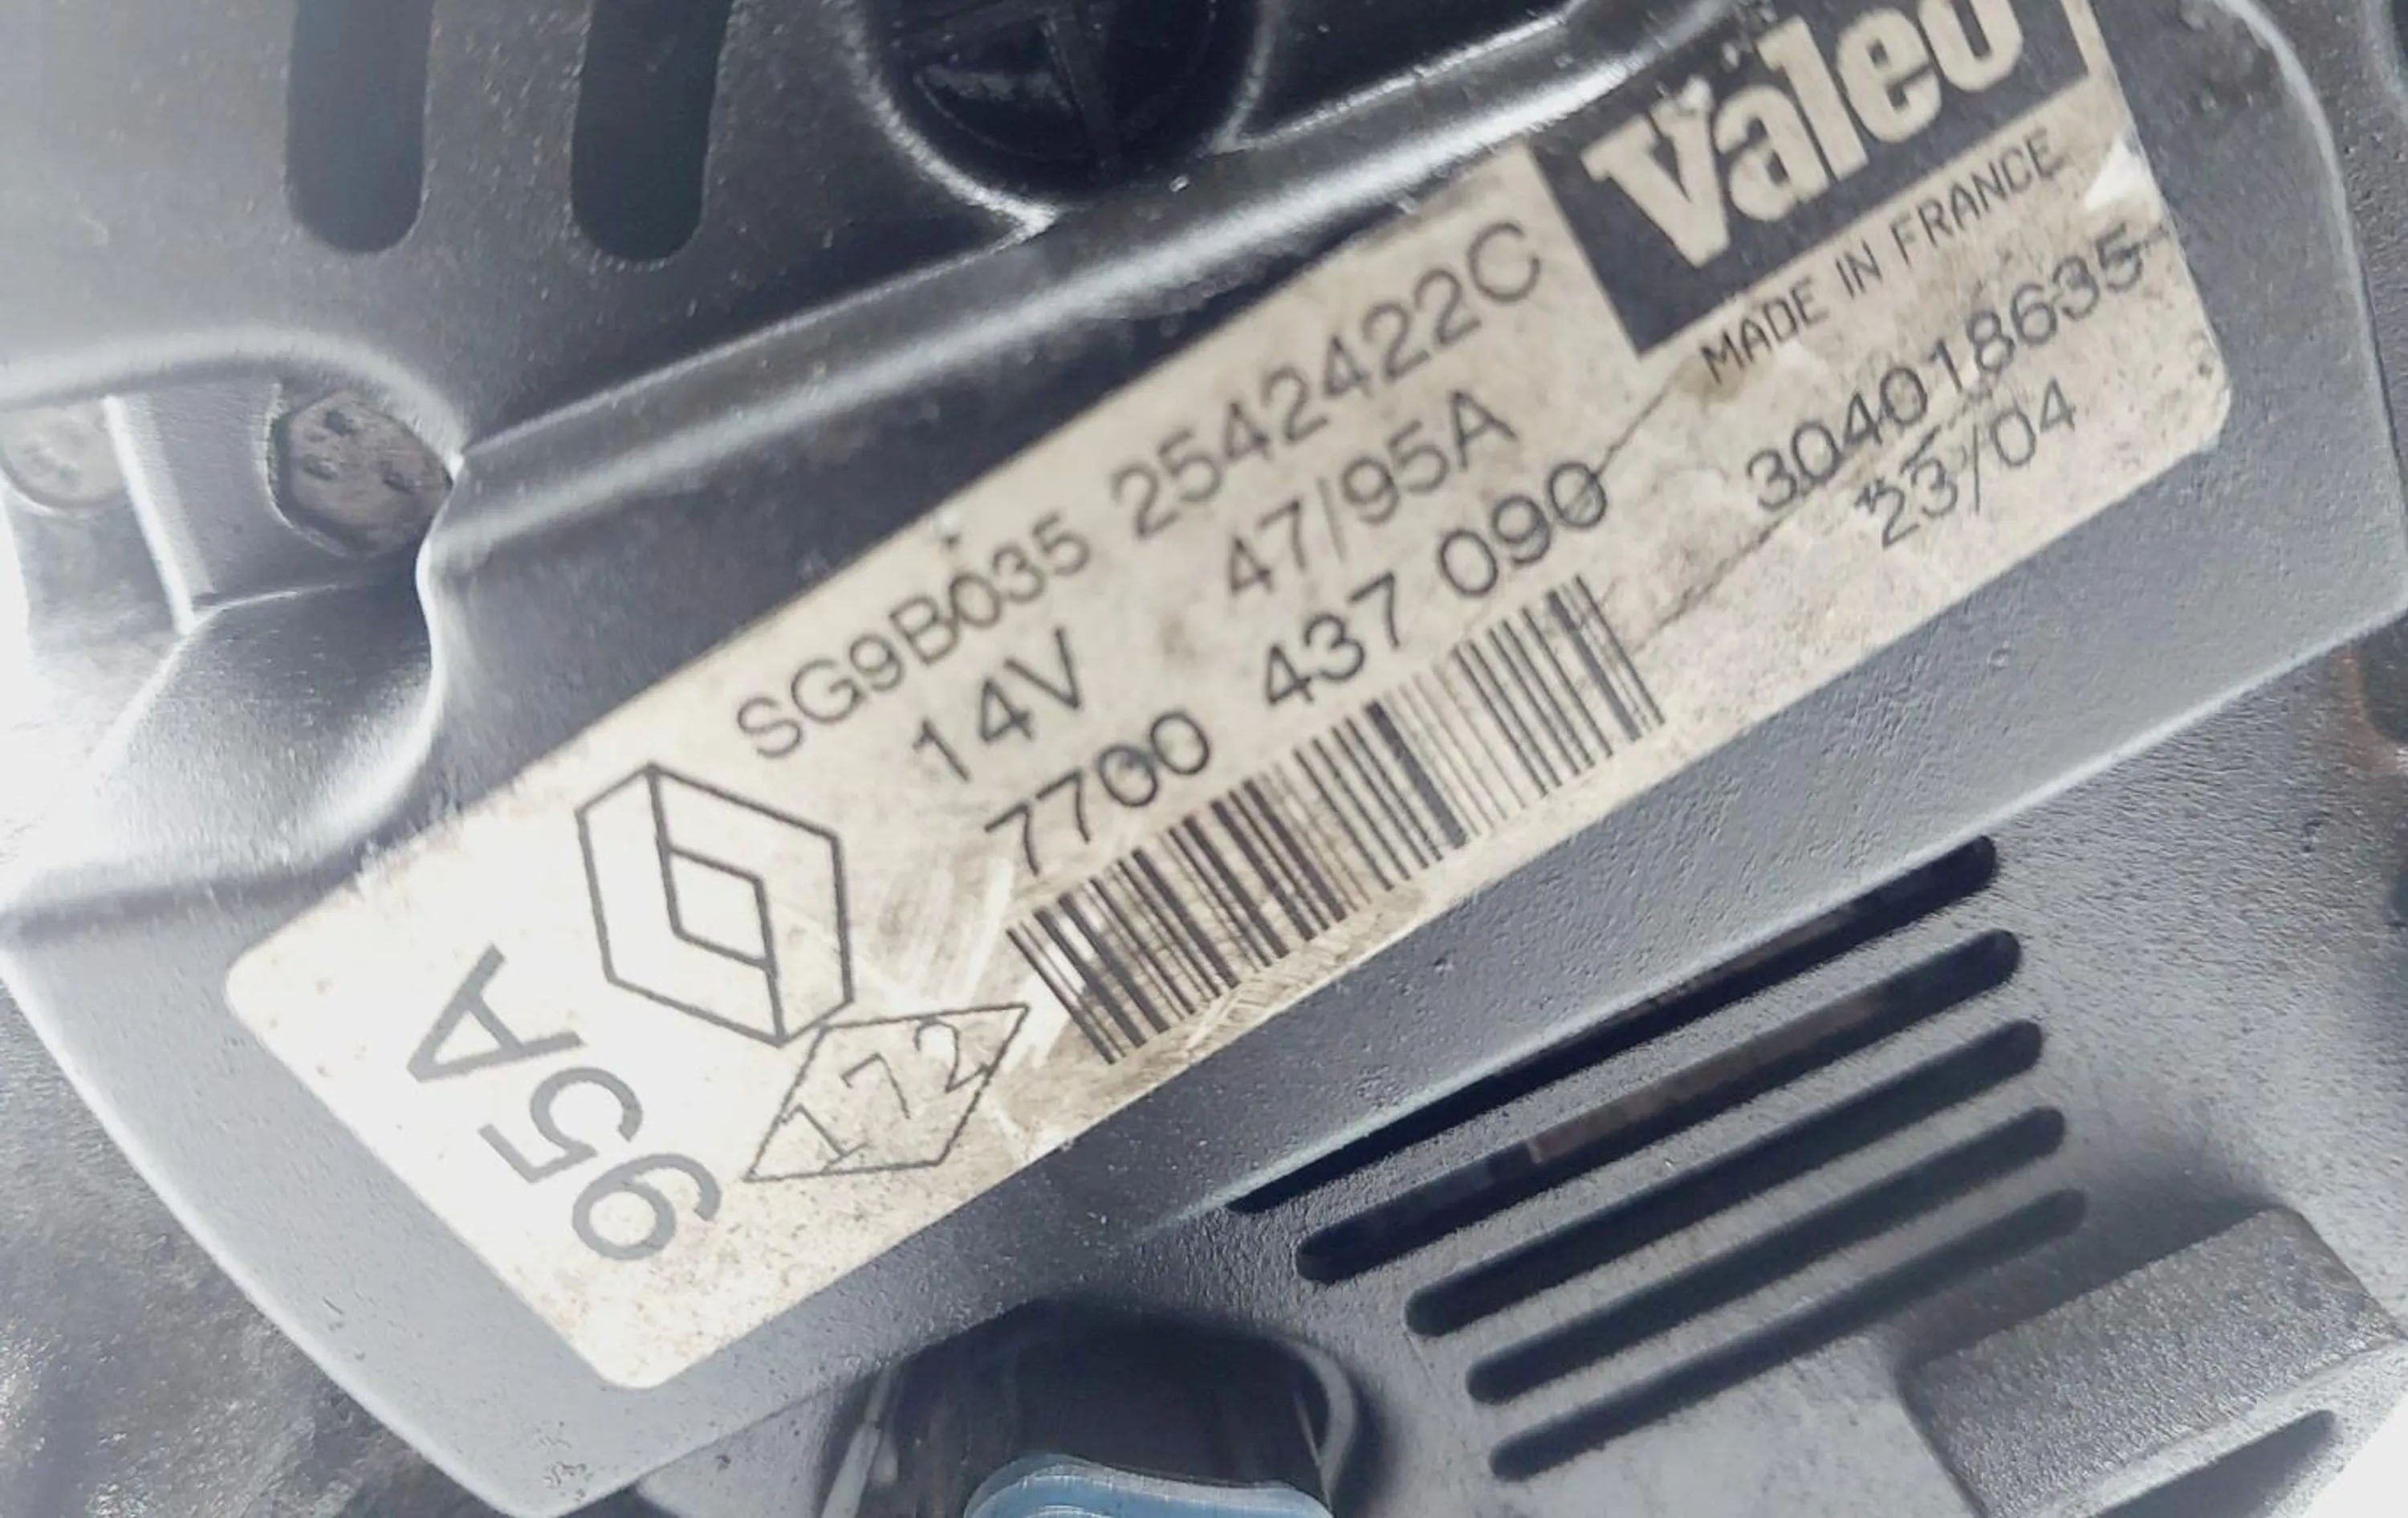 Valeo
MADE IN FRANCE
SG9B035 2542422C
14V 47/95A
7700 437 090
304018635
23/04
172
95A